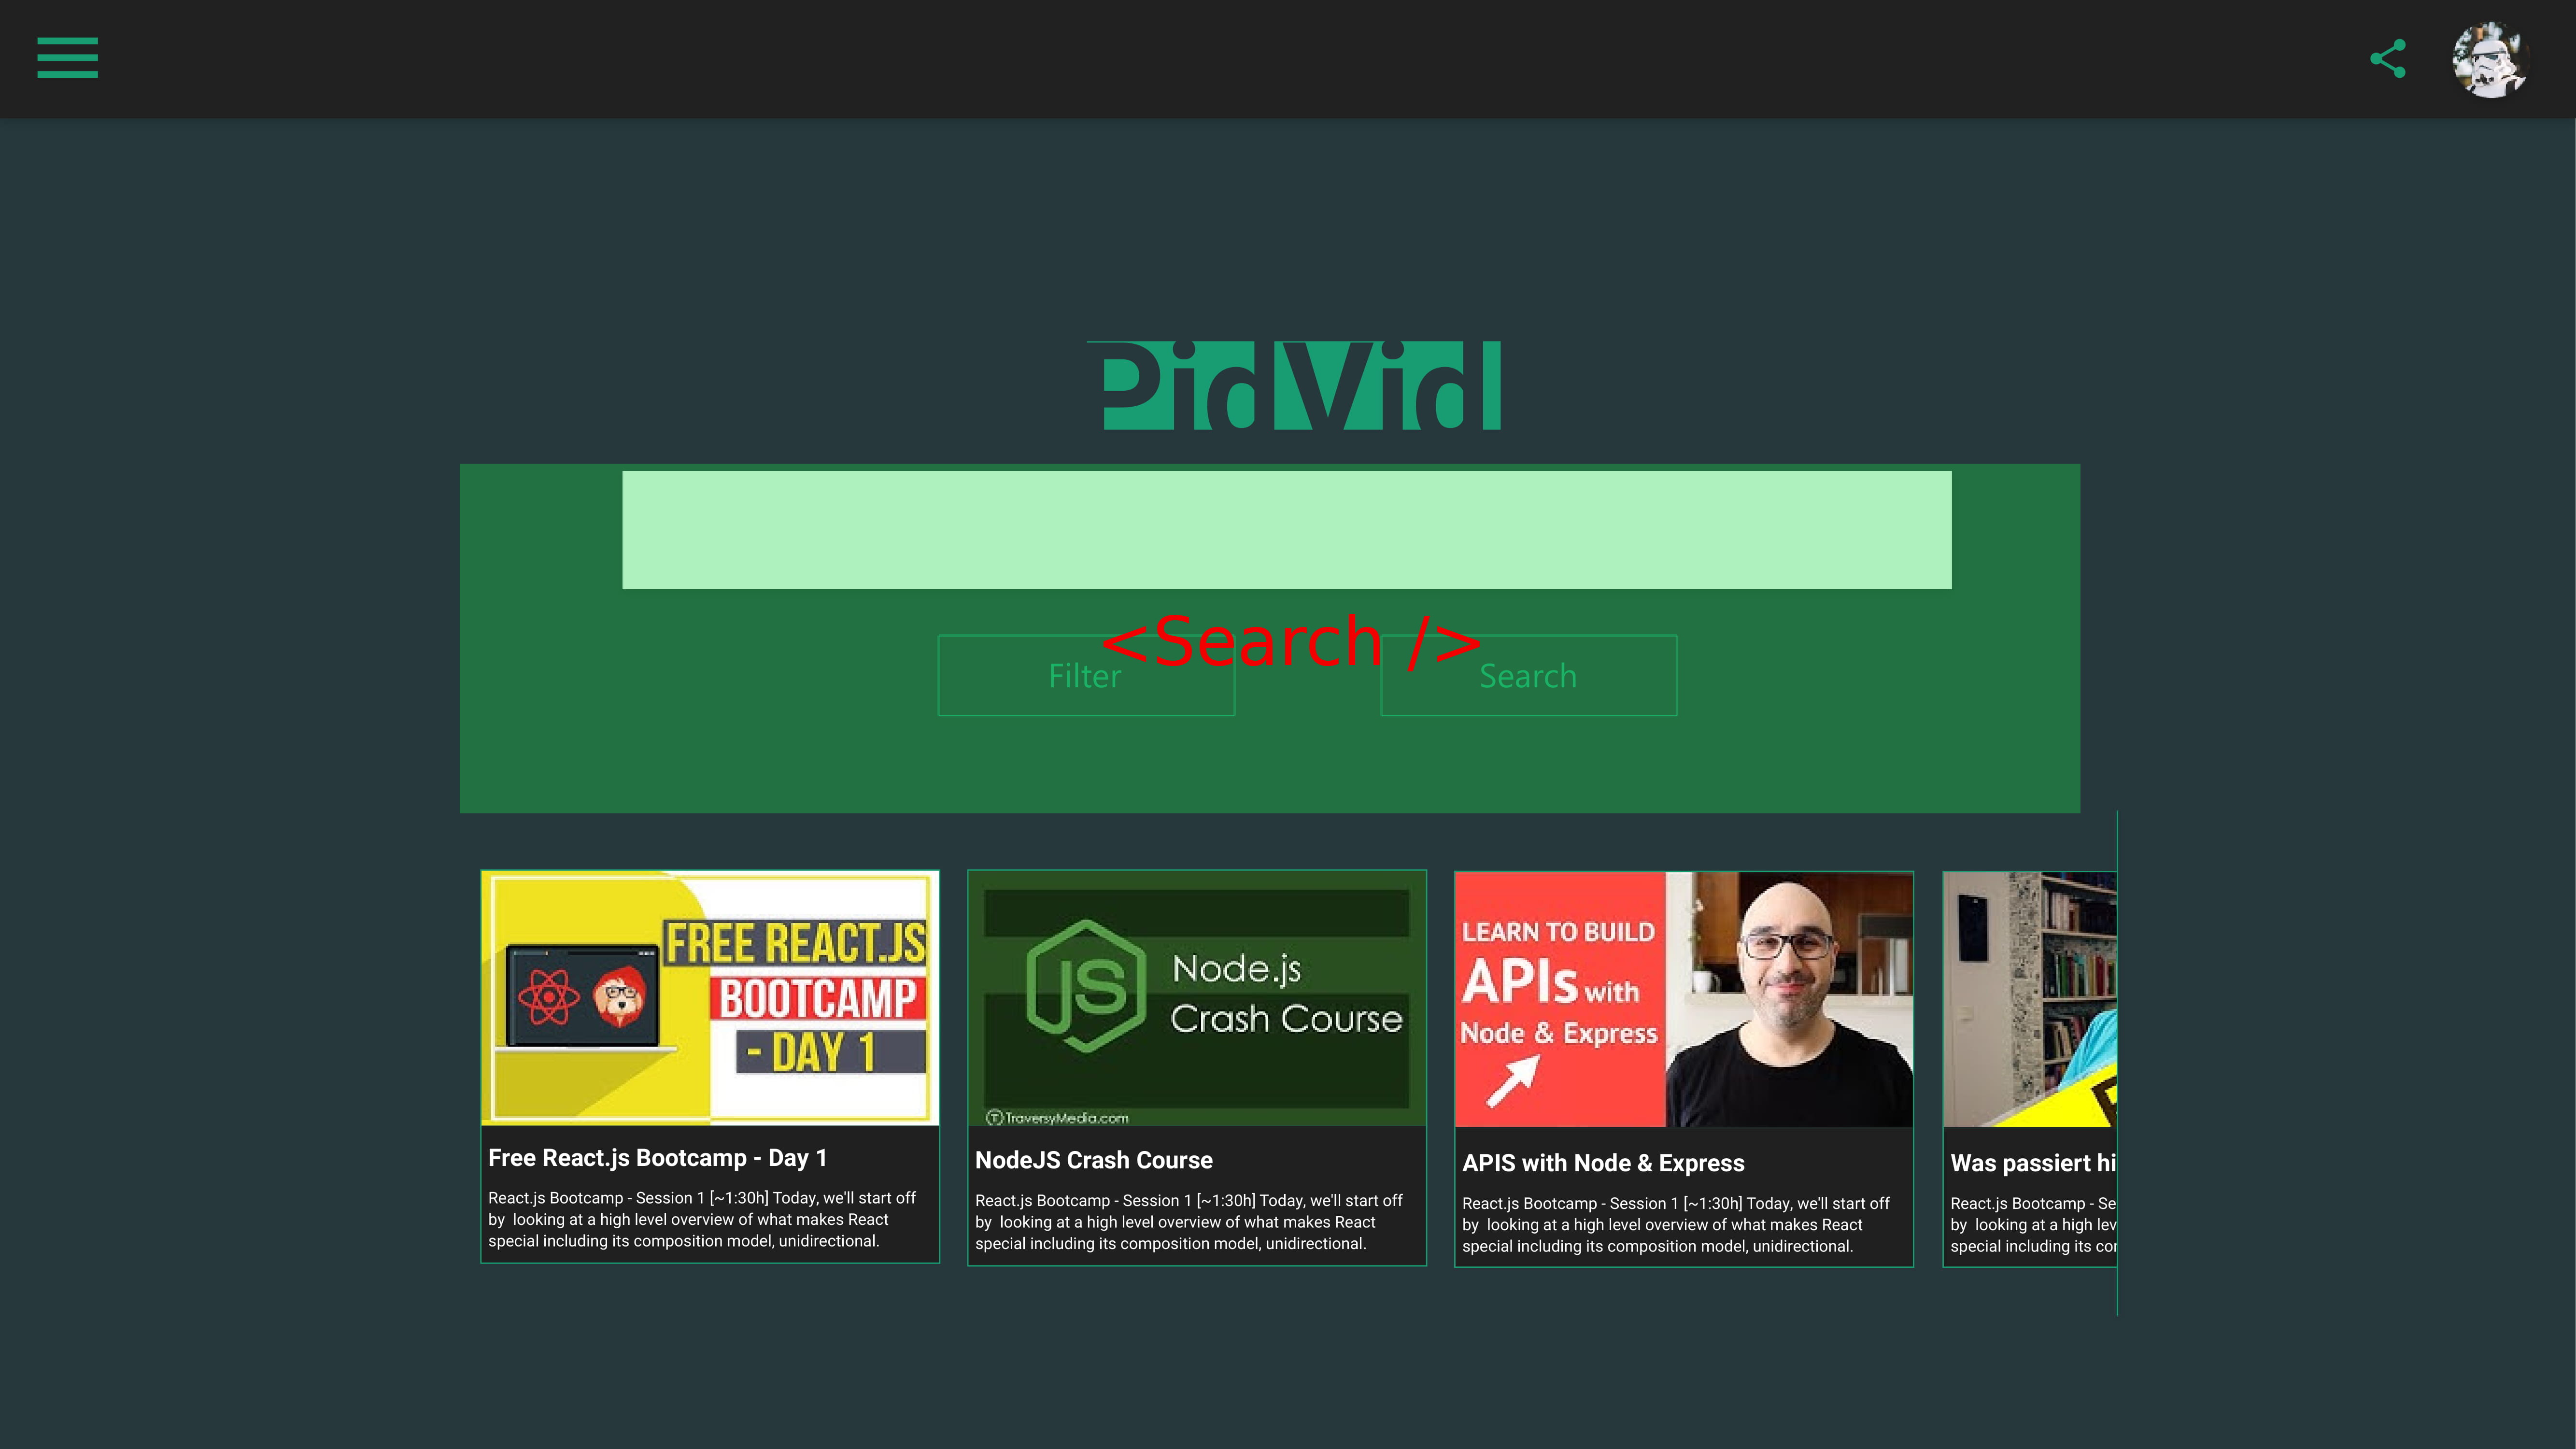 PidVid
<Search />
Filter
Search
FREE REACT.JS
BOOTCAMP
- DAY 1
Free React.js Bootcamp - Day 1
React.js Bootcamp - Session 1 [~1:30h] Today, we'll start off
by  looking at a high level overview of what makes React
special including its composition model, unidirectional.
JS
Node.js
Crash Course
TraversyMedia.com
NodeJS Crash Course
React.js Bootcamp - Session 1 [~1:30h] Today, we'll start off
by  looking at a high level overview of what makes React
special including its composition model, unidirectional.
LEARN TO BUILD
APIs with
Node & Express
APIS with Node & Express
React.js Bootcamp - Session 1 [~1:30h] Today, we'll start off
by  looking at a high level overview of what makes React
special including its composition model, unidirectional.
Was passiert hi
React.js Bootcamp - Se
by  looking at a high lev
special including its cor